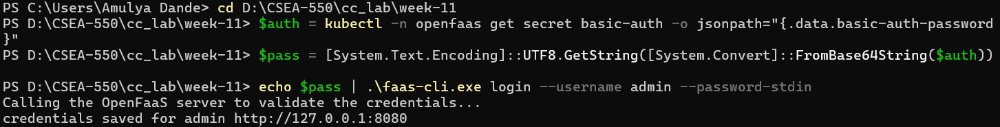 PS C:\Users\Amulya Dande> cd D:\CSEA-550\cc_lab\week-11
PS D:\CSEA-550\cc_lab\week-11> $auth = kubectl -n openfaas get secret basic-auth -o jsonpath="{.data.basic-auth-password
}"
PS D:\CSEA-550\cc_lab\week-11> $pass = [System.Text.Encoding]::UTF8.GetString([System.Convert]::FromBase64String($auth))
PS D:\CSEA-550\cc_lab\week-11> echo $pass | .\faas-cli.exe login --username admin --password-stdin
Calling the OpenFaaS server to validate the credentials...
credentials saved for admin http://127.0.0.1:8080